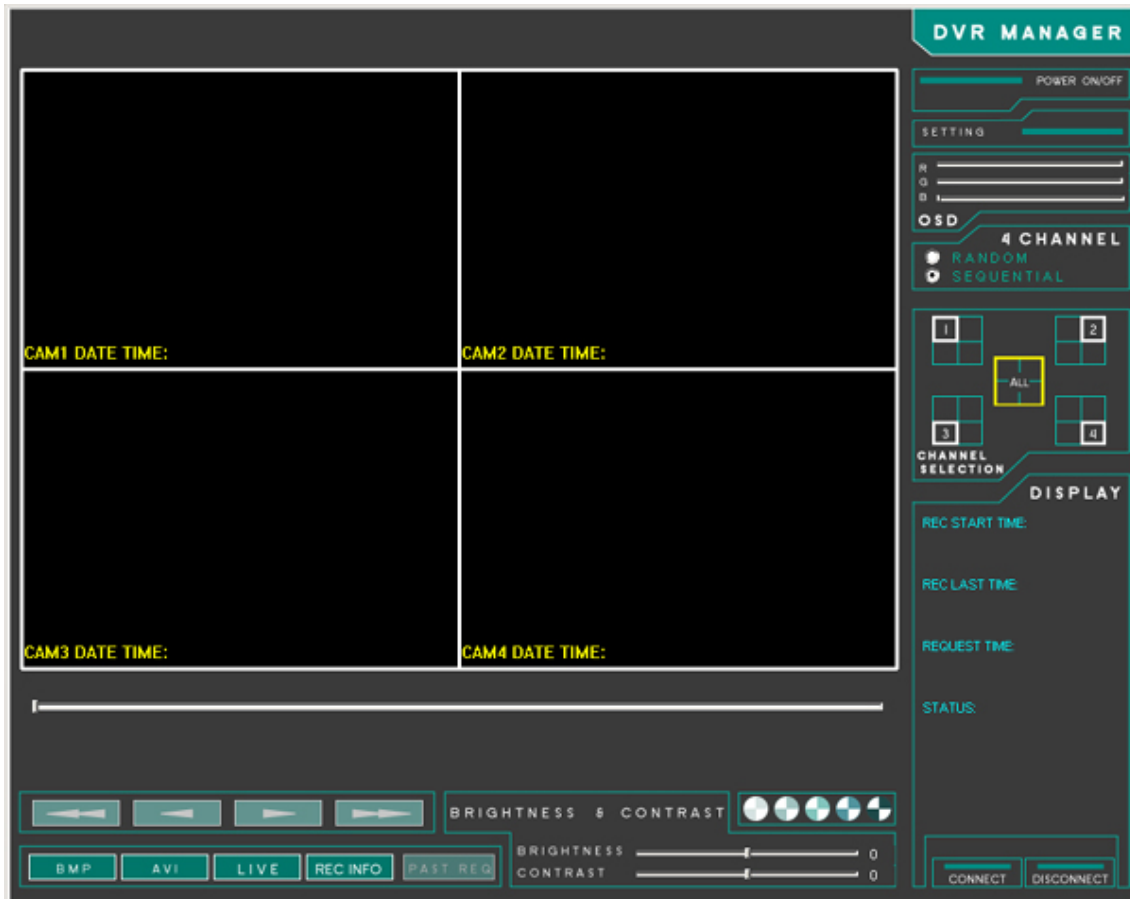 DVR MANAGER
POWER ON/OFF
SETTING
R
G
B
OSD
4 CHANNEL
RANDOM
SEQUENTIAL
1
2
ALL
3
4
CHANNEL
SELECTION
DISPLAY
REC START TIME:
REC LAST TIME:
REQUEST TIME:
STATUS:
CONNECT
DISCONNECT
CAM1 DATE TIME:
CAM2 DATE TIME:
CAM3 DATE TIME:
CAM4 DATE TIME:
BRIGHTNESS & CONTRAST
BRIGHTNESS 0
CONTRAST 0
BMP
AVI
LIVE
REC INFO
PAST REQ